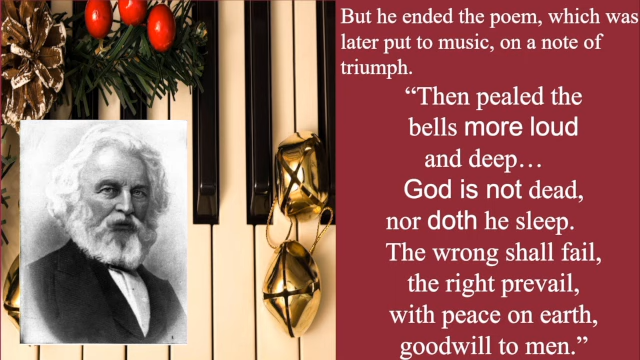 But he ended the poem, which was
later put to music, on a note of
triumph.
“Then pealed the
bells more loud
and deep…
God is not dead,
nor doth he sleep.
The wrong shall fail,
the right prevail,
with peace on earth,
goodwill to men.”